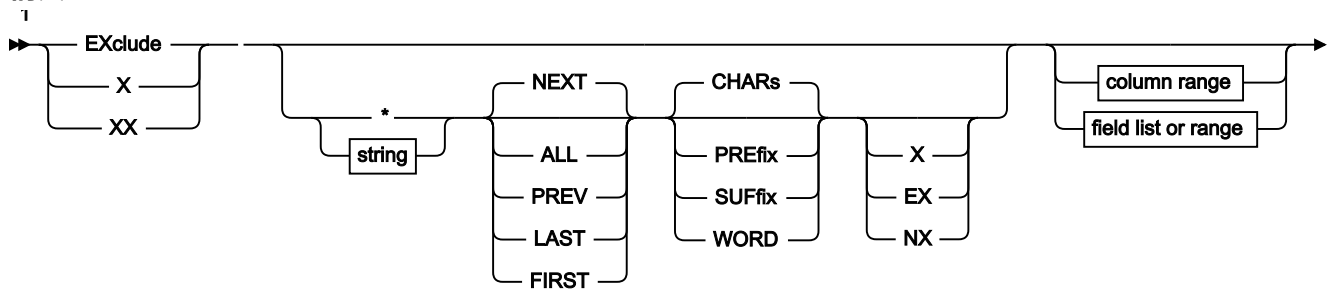 EXclude
X
XX
*
string
NEXT
ALL
PREV
LAST
FIRST
CHARs
PREfix
SUFfix
WORD
X
EX
NX
column range
field list or range